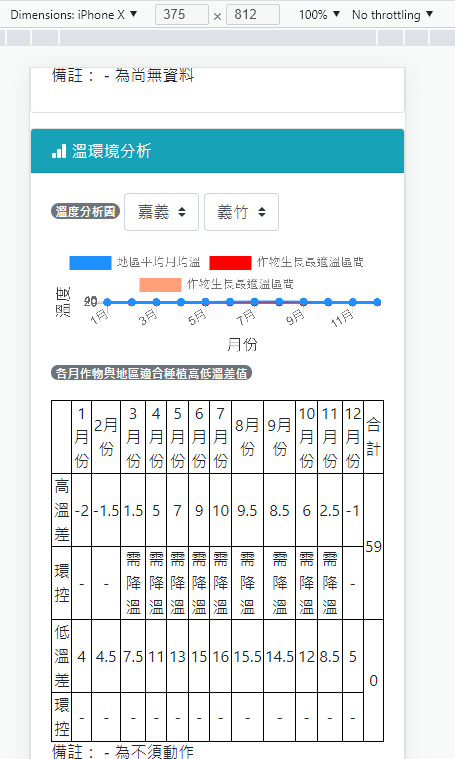 Dimensions: iPhone X ▼ 375 × 812 100% ▼ No throttling ▼
備註： - 為尚無資料
溫環境分析
溫度分析圖 嘉義 義竹
地區平均月均溫 作物生長最適溫區間
作物生長最適溫區間
溫度
20
1月 3月 5月 7月 9月 11月
月份
各月作物與地區適合種植高低溫差值
1月份 2月份 3月份 4月份 5月份 6月份 7月份 8月份 9月份 10月份 11月份 12月份 合計
高溫差 -2 -1.5 1.5 5 7 9 10 9.5 8.5 6 2.5 -1 59
環控 - - 需降溫 需降溫 需降溫 需降溫 需降溫 需降溫 需降溫 需降溫 需降溫 -
低溫差 4 4.5 7.5 11 13 15 16 15.5 14.5 12 8.5 5 0
環控 - - - - - - - - - - - -
備註： - 為不須動作